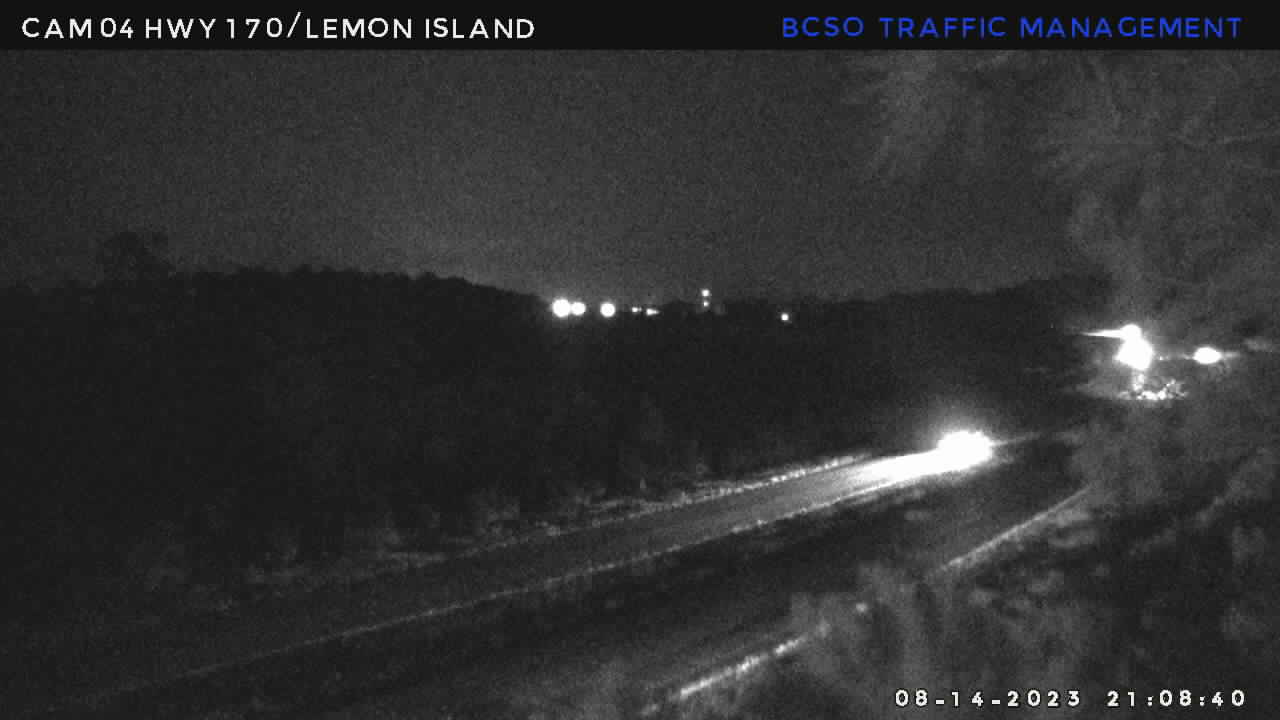 CAM04 HWY 170/LEMON ISLAND
BCSO TRAFFIC MANAGEMENT
08-14-2023 21:08:40